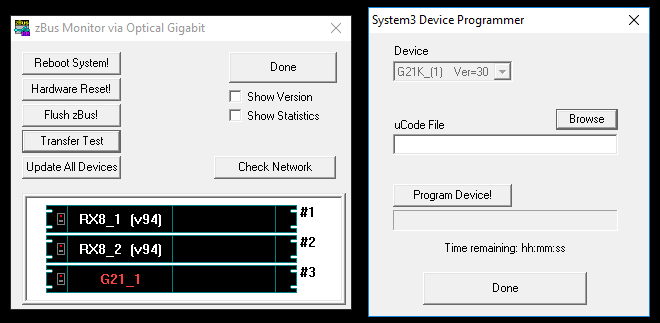 zBus Monitor via Optical Gigabit
Reboot System!
Hardware Reset!
Flush zBus!
Transfer Test
Update All Devices
Done
Show Version
Show Statistics
Check Network
RX8_1 (v94) #1
RX8_2 (v94) #2
G21_1 #3
System3 Device Programmer
Device
G21K_(1) Ver=30
uCode File
Browse
Program Device!
Time remaining: hh:mm:ss
Done